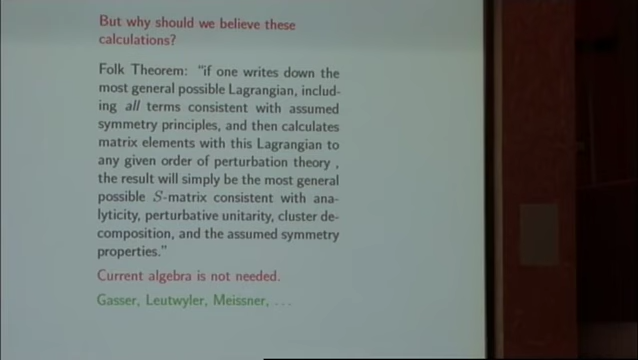 But why should we believe these
calculations?
Folk Theorem: "if one writes down the
most general possible Lagrangian, includ-
ing all terms consistent with assumed
symmetry principles, and then calculates
matrix elements with this Lagrangian to
any given order of perturbation theory ,
the result will simply be the most general
possible S-matrix consistent with ana-
lyticity, perturbative unitarity, cluster de-
composition, and the assumed symmetry
properties."
Current algebra is not needed.
Gasser, Leutwyler, Meissner, ...